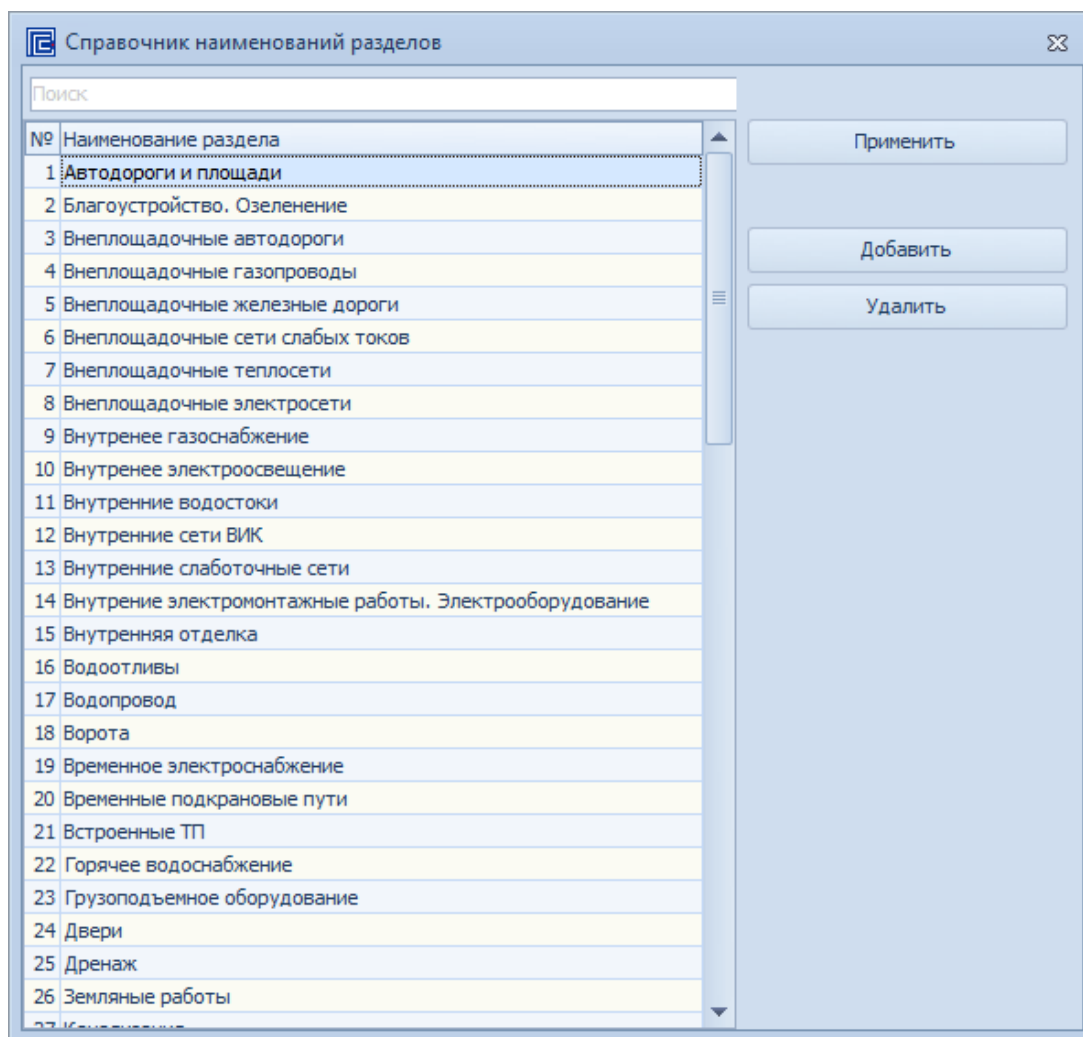 Справочник наименований разделов
Поиск
№ Наименование раздела
Применить
1 Автодороги и площади
2 Благоустройство. Озеленение
3 Внеплощадочные автодороги
Добавить
4 Внеплощадочные газопроводы
5 Внеплощадочные железные дороги
Удалить
6 Внеплощадочные сети слабых токов
7 Внеплощадочные теплосети
8 Внеплощадочные электросети
9 Внутренее газоснабжение
10 Внутренее электроосвещение
11 Внутренние водостоки
12 Внутренние сети ВИК
13 Внутренние слаботочные сети
14 Внутрение электромонтажные работы. Электрооборудование
15 Внутренняя отделка
16 Водоотливы
17 Водопровод
18 Ворота
19 Временное электроснабжение
20 Временные подкрановые пути
21 Встроенные ТП
22 Горячее водоснабжение
23 Грузоподъемное оборудование
24 Двери
25 Дренаж
26 Земляные работы